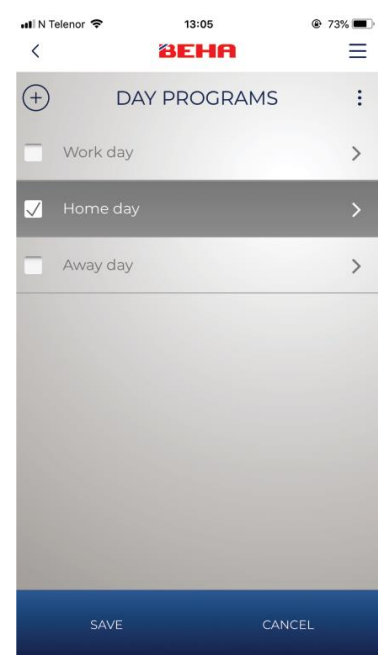 N Telenor 13:05 73%
BEHA
DAY PROGRAMS
Work day
Home day
Away day
SAVE CANCEL